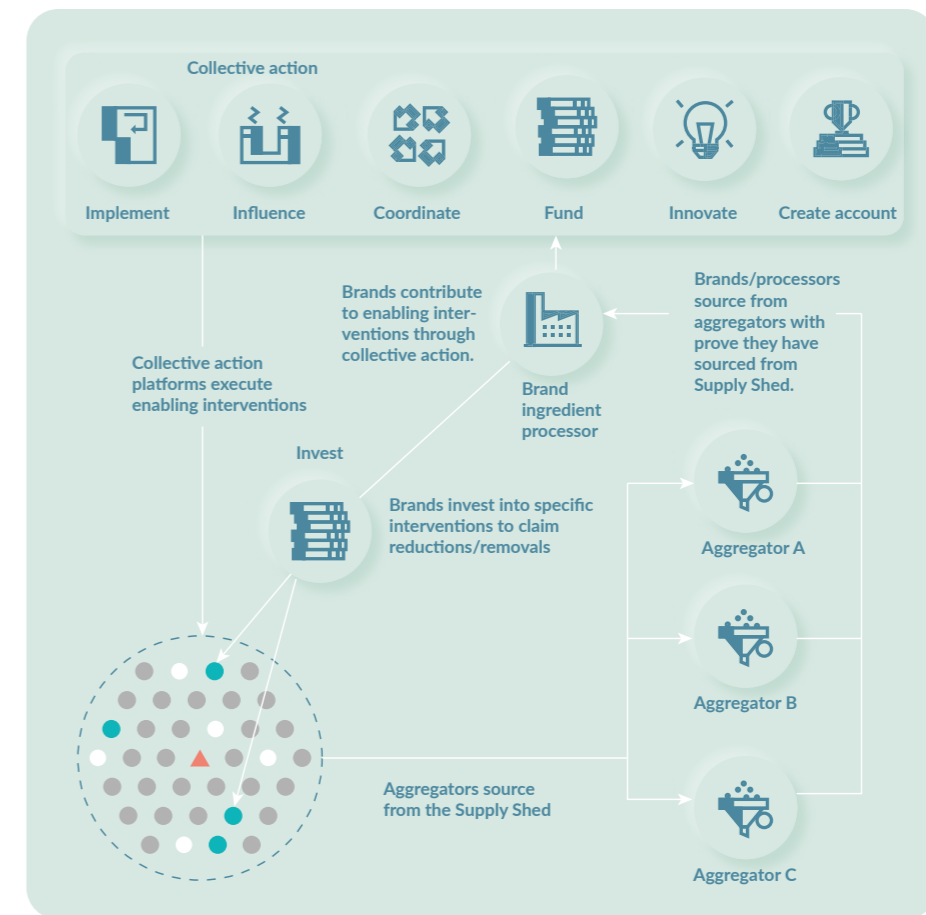 Collective action
Implement
Influence
Coordinate
Fund
Innovate
Create account
Brands contribute
to enabling inter-
ventions through
collective action.
Brands/processors
source from
aggregators with
prove they have
sourced from
Supply Shed.
Collective action
platforms execute
enabling interventions
Brand
ingredient
processor
Invest
Brands invest into specific
interventions to claim
reductions/removals
Aggregator A
Aggregator B
Aggregators source
from the Supply Shed
Aggregator C